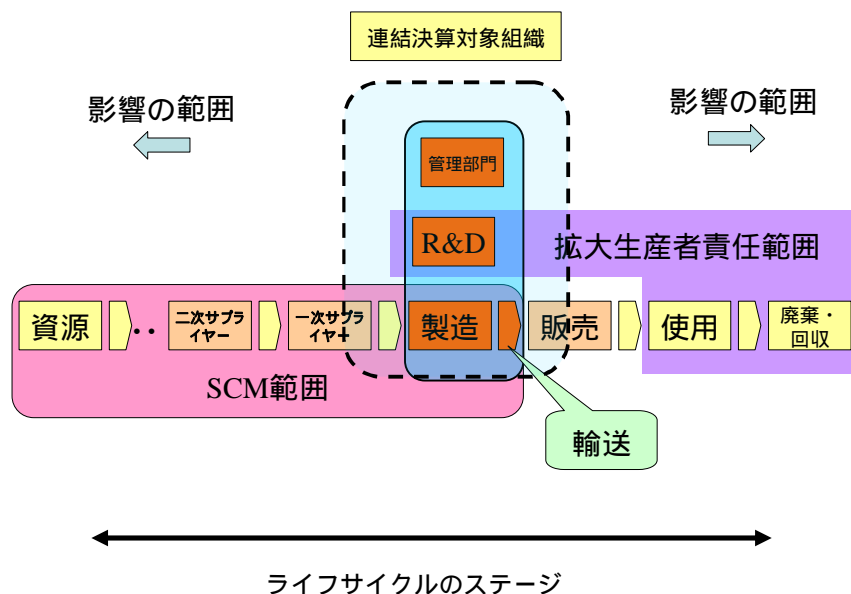 連結決算対象組織
影響の範囲
影響の範囲
管理部門
R&D
拡大生産者責任範囲
資源
‥
二次サプラ
イヤー
一次サプラ
イヤー
製造
販売
使用
廃棄・
回収
SCM範囲
輸送
ライフサイクルのステージ